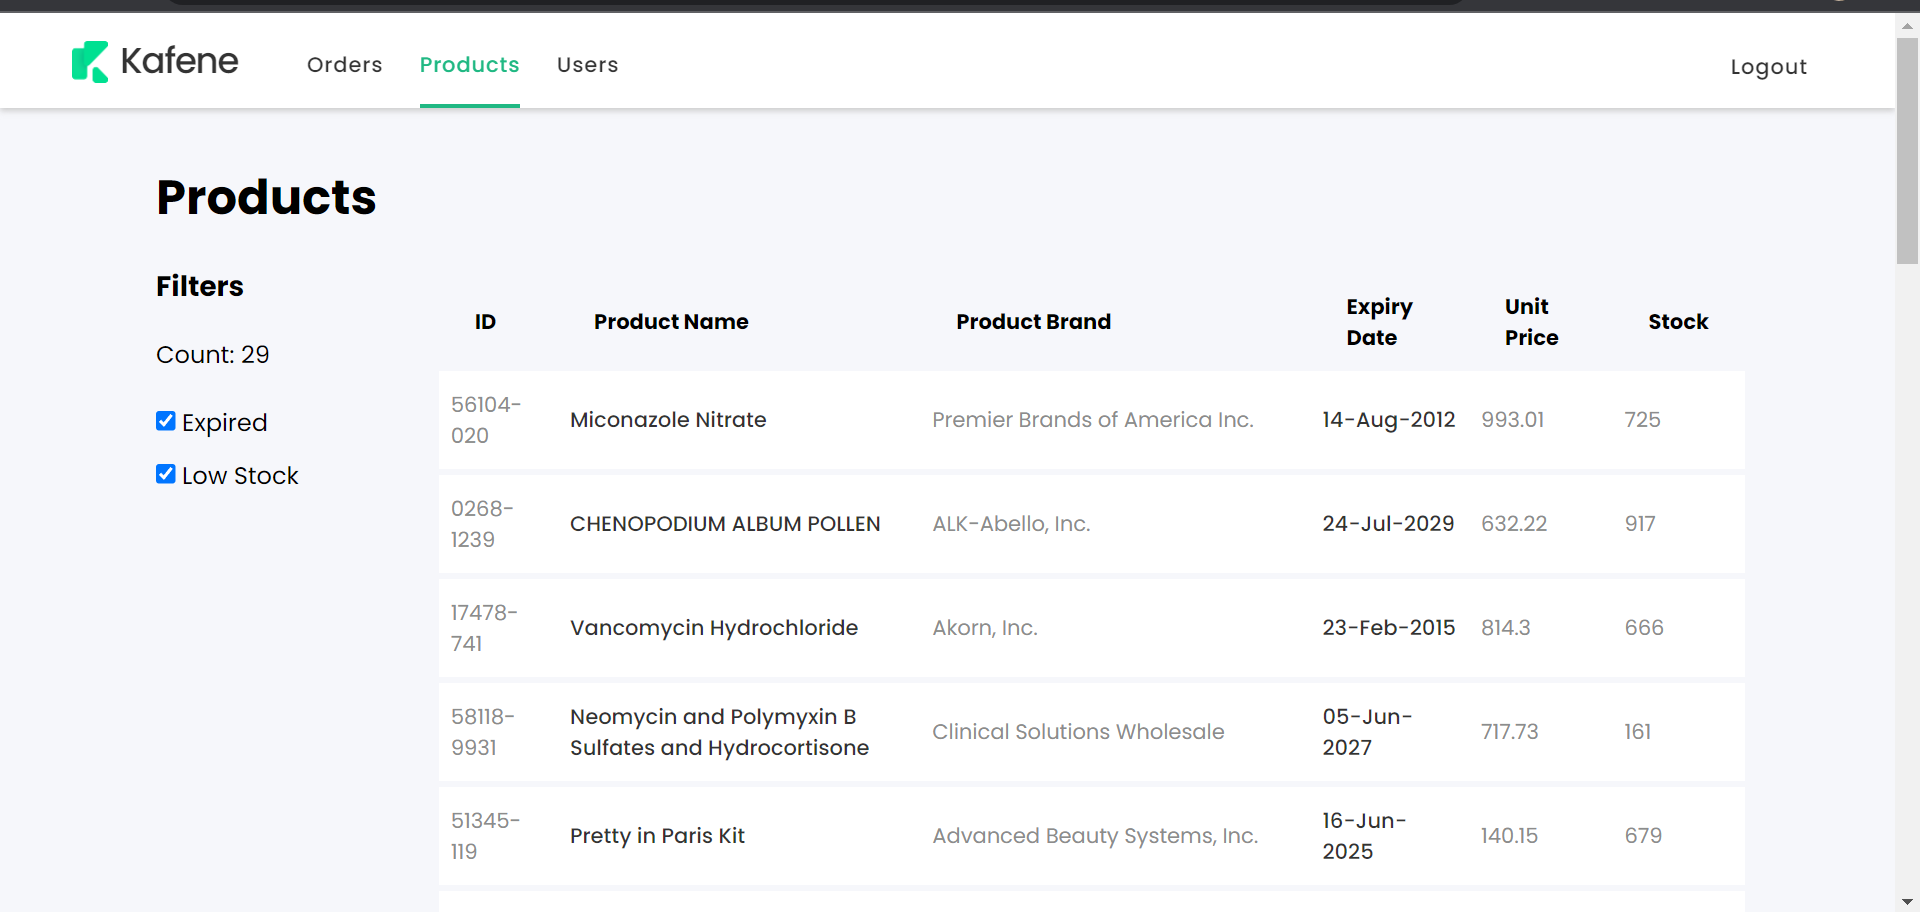 Kafene
Orders Products Users
Logout
Products
Filters
Count: 29
Expired
Low Stock
ID Product Name Product Brand Expiry Date Unit Price Stock
56104-020 Miconazole Nitrate Premier Brands of America Inc. 14-Aug-2012 993.01 725
0268-1239 CHENOPODIUM ALBUM POLLEN ALK-Abello, Inc. 24-Jul-2029 632.22 917
17478-741 Vancomycin Hydrochloride Akorn, Inc. 23-Feb-2015 814.3 666
58118-9931 Neomycin and Polymyxin B Sulfates and Hydrocortisone Clinical Solutions Wholesale 05-Jun-2027 717.73 161
51345-119 Pretty in Paris Kit Advanced Beauty Systems, Inc. 16-Jun-2025 140.15 679